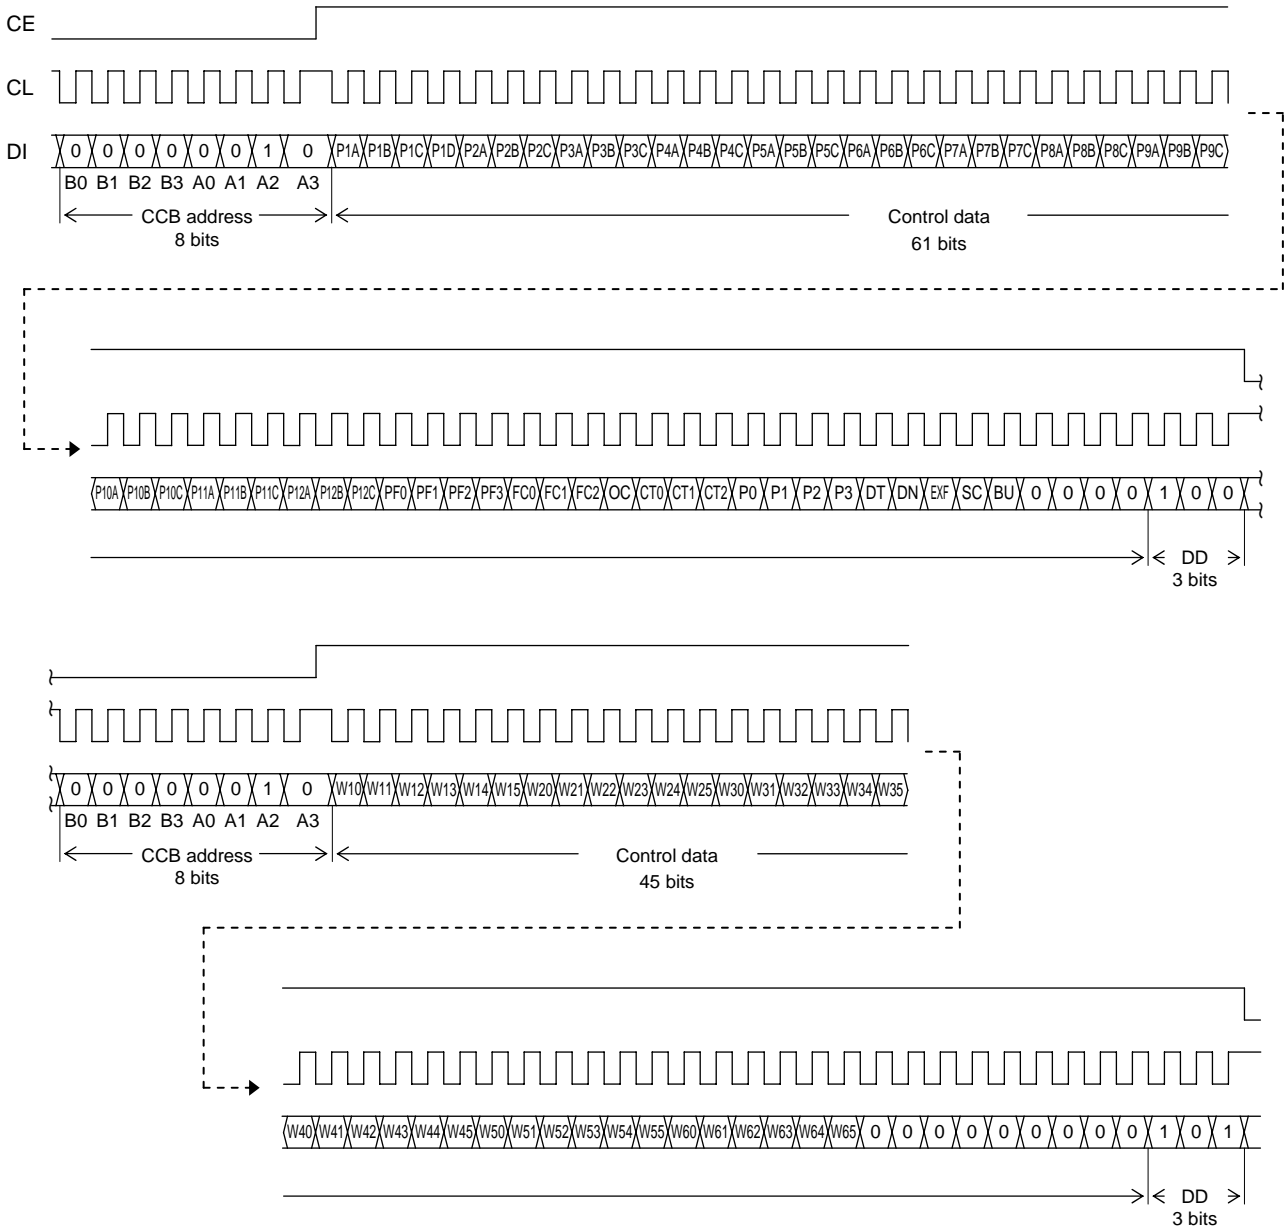 CE
CL
DI 0 0 0 0 0 0 1 0 P1A P1B P1C P1D P2A P2B P2C P3A P3B P3C P4A P4B P4C P5A P5B P5C P6A P6B P6C P7A P7B P7C P8A P8B P8C P9A P9B P9C
B0 B1 B2 B3 A0 A1 A2 A3
CCB address Control data
8 bits 61 bits
P10A P10B P10C P11A P11B P11C P12A P12B P12C PF0 PF1 PF2 PF3 FC0 FC1 FC2 OC CT0 CT1 CT2 P0 P1 P2 P3 DT DN EXF SC BU 0 0 0 0 1 0 0
DD
3 bits
0 0 0 0 0 0 1 0 W10 W11 W12 W13 W14 W15 W20 W21 W22 W23 W24 W25 W30 W31 W32 W33 W34 W35
B0 B1 B2 B3 A0 A1 A2 A3
CCB address Control data
8 bits 45 bits
W40 W41 W42 W43 W44 W45 W50 W51 W52 W53 W54 W55 W60 W61 W62 W63 W64 W65 0 0 0 0 0 0 0 0 0 1 0 1
DD
3 bits